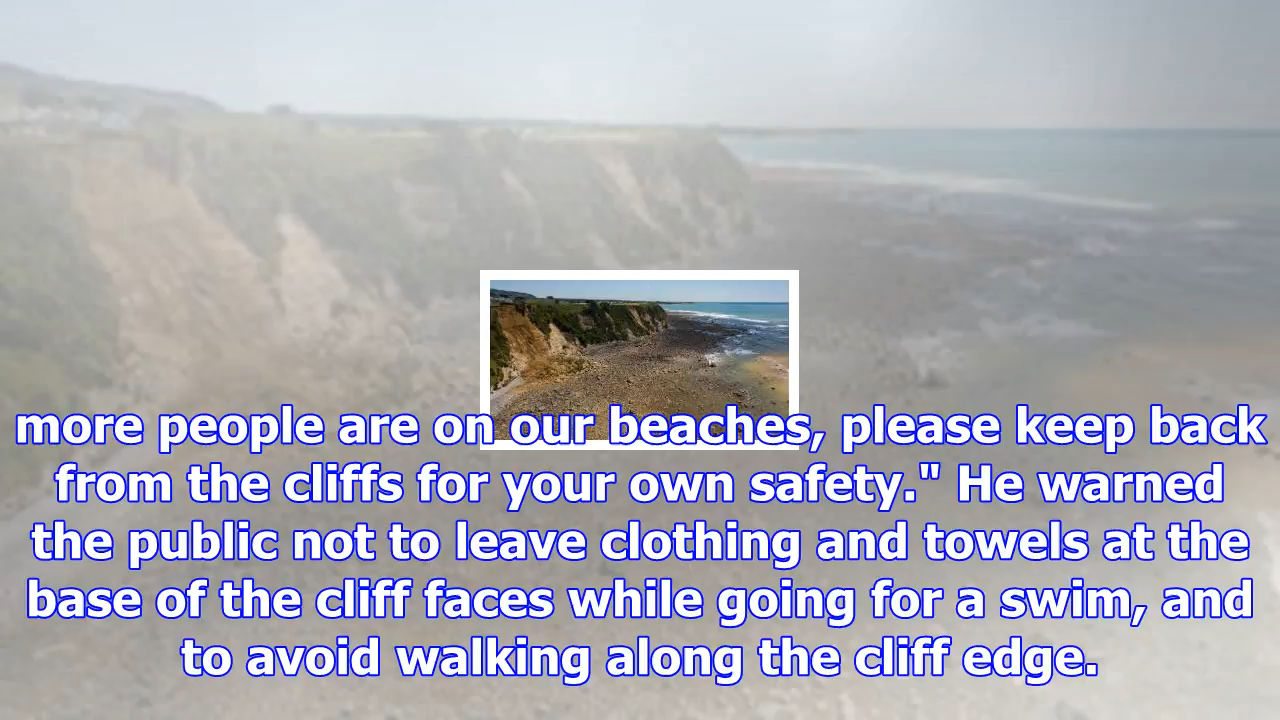 more people are on our beaches, please keep back
from the cliffs for your own safety." He warned
the public not to leave clothing and towels at the
base of the cliff faces while going for a swim, and
to avoid walking along the cliff edge.